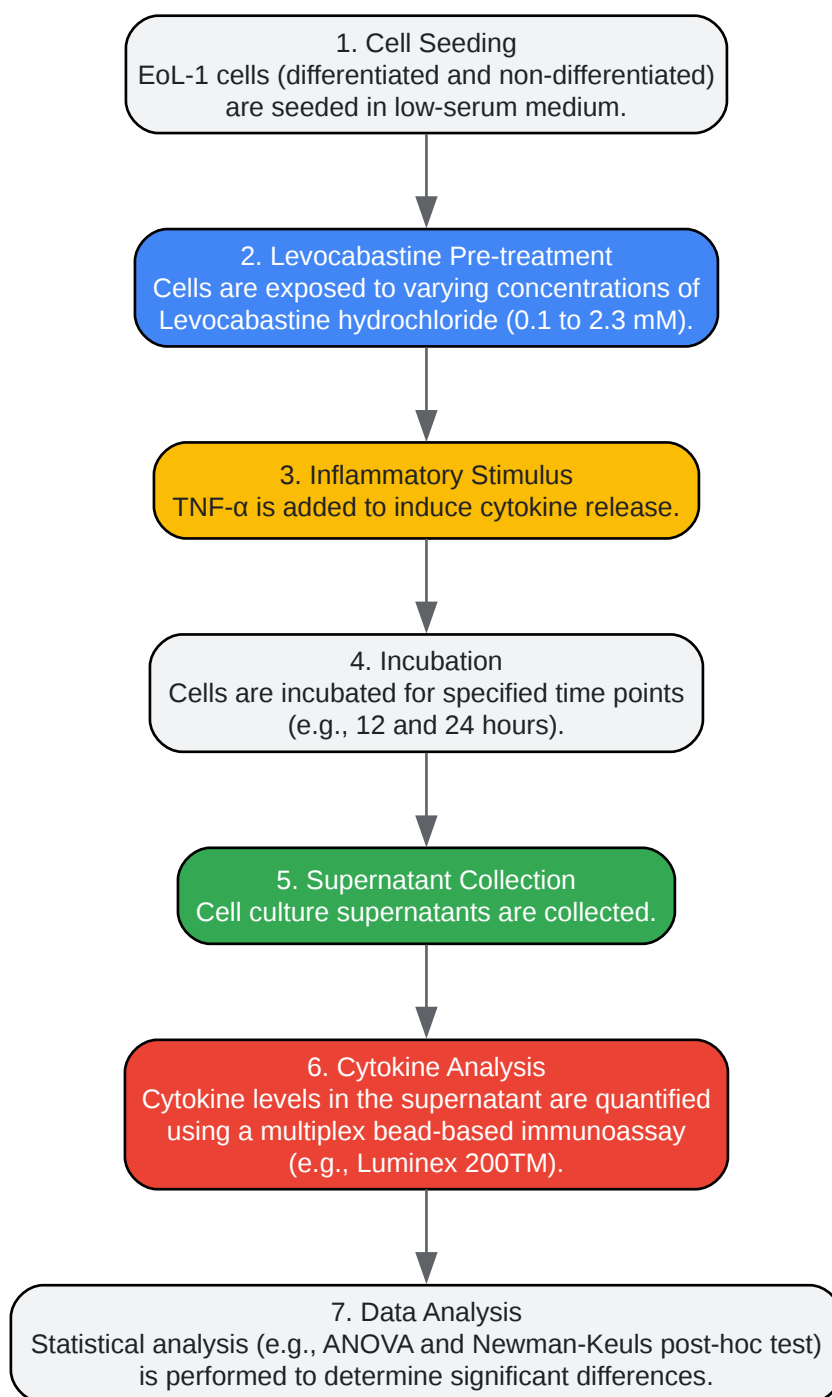 1. Cell Seeding
EoL-1 cells (differentiated and non-differentiated)
are seeded in low-serum medium.
2. Levocabastine Pre-treatment
Cells are exposed to varying concentrations of
Levocabastine hydrochloride (0.1 to 2.3 mM).
3. Inflammatory Stimulus
TNF-α is added to induce cytokine release.
4. Incubation
Cells are incubated for specified time points
(e.g., 12 and 24 hours).
5. Supernatant Collection
Cell culture supernatants are collected.
6. Cytokine Analysis
Cytokine levels in the supernatant are quantified
using a multiplex bead-based immunoassay
(e.g., Luminex 200TM).
7. Data Analysis
Statistical analysis (e.g., ANOVA and Newman-Keuls post-hoc test)
is performed to determine significant differences.